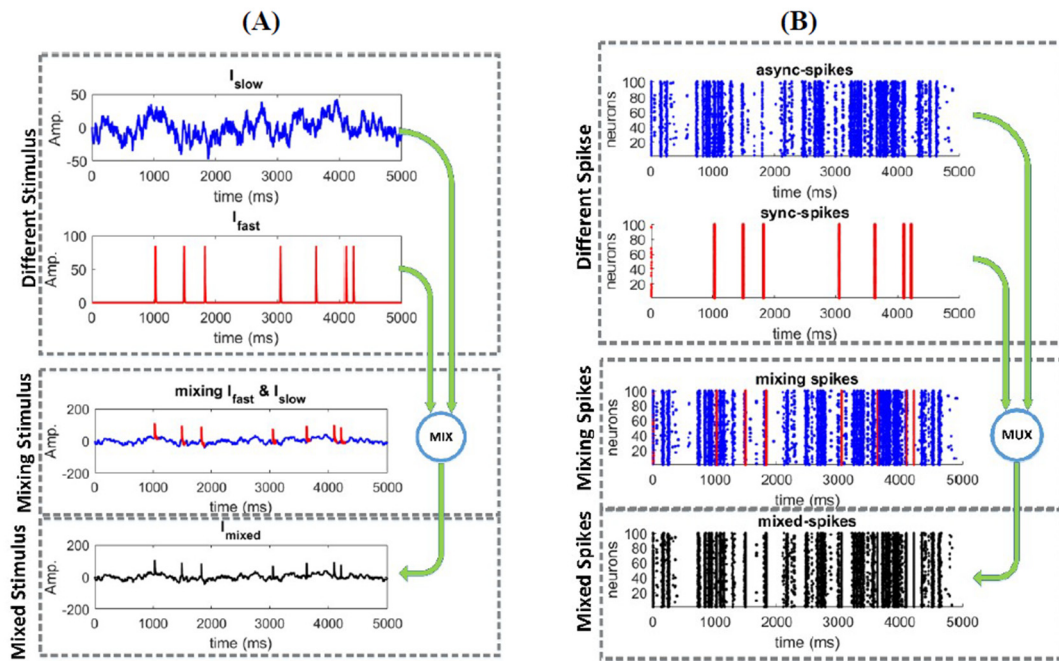 (A)
Different Stimulus
I_slow
Amp.
50
0
-50
0 1000 2000 3000 4000 5000
time (ms)
I_fast
Amp.
100
50
0
0 1000 2000 3000 4000 5000
time (ms)
Mixing Stimulus
mixing I_fast & I_slow
Amp.
200
0
-200
0 1000 2000 3000 4000 5000
time (ms)
MIX
Mixed Stimulus
I_mixed
Amp.
200
0
-200
0 1000 2000 3000 4000 5000
time (ms)
(B)
Different Spike
async-spikes
neurons
100
80
60
40
20
0 1000 2000 3000 4000 5000
time (ms)
sync-spikes
neurons
100
80
60
40
20
0 1000 2000 3000 4000 5000
time (ms)
Mixing Spikes
mixing spikes
neurons
100
80
60
40
20
0 1000 2000 3000 4000 5000
time (ms)
MUX
Mixed Spikes
mixed-spikes
neurons
100
80
60
40
20
0 1000 2000 3000 4000 5000
time (ms)